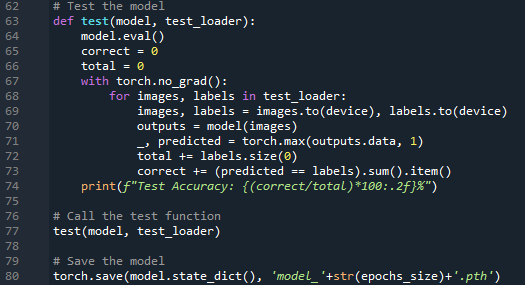 62 # Test the model
63 def test(model, test_loader):
64     model.eval()
65     correct = 0
66     total = 0
67     with torch.no_grad():
68         for images, labels in test_loader:
69             images, labels = images.to(device), labels.to(device)
70             outputs = model(images)
71             _, predicted = torch.max(outputs.data, 1)
72             total += labels.size(0)
73             correct += (predicted == labels).sum().item()
74     print(f"Test Accuracy: {(correct/total)*100:.2f}%")
75
76 # Call the test function
77 test(model, test_loader)
78
79 # Save the model
80 torch.save(model.state_dict(), 'model_'+str(epochs_size)+'.pth')